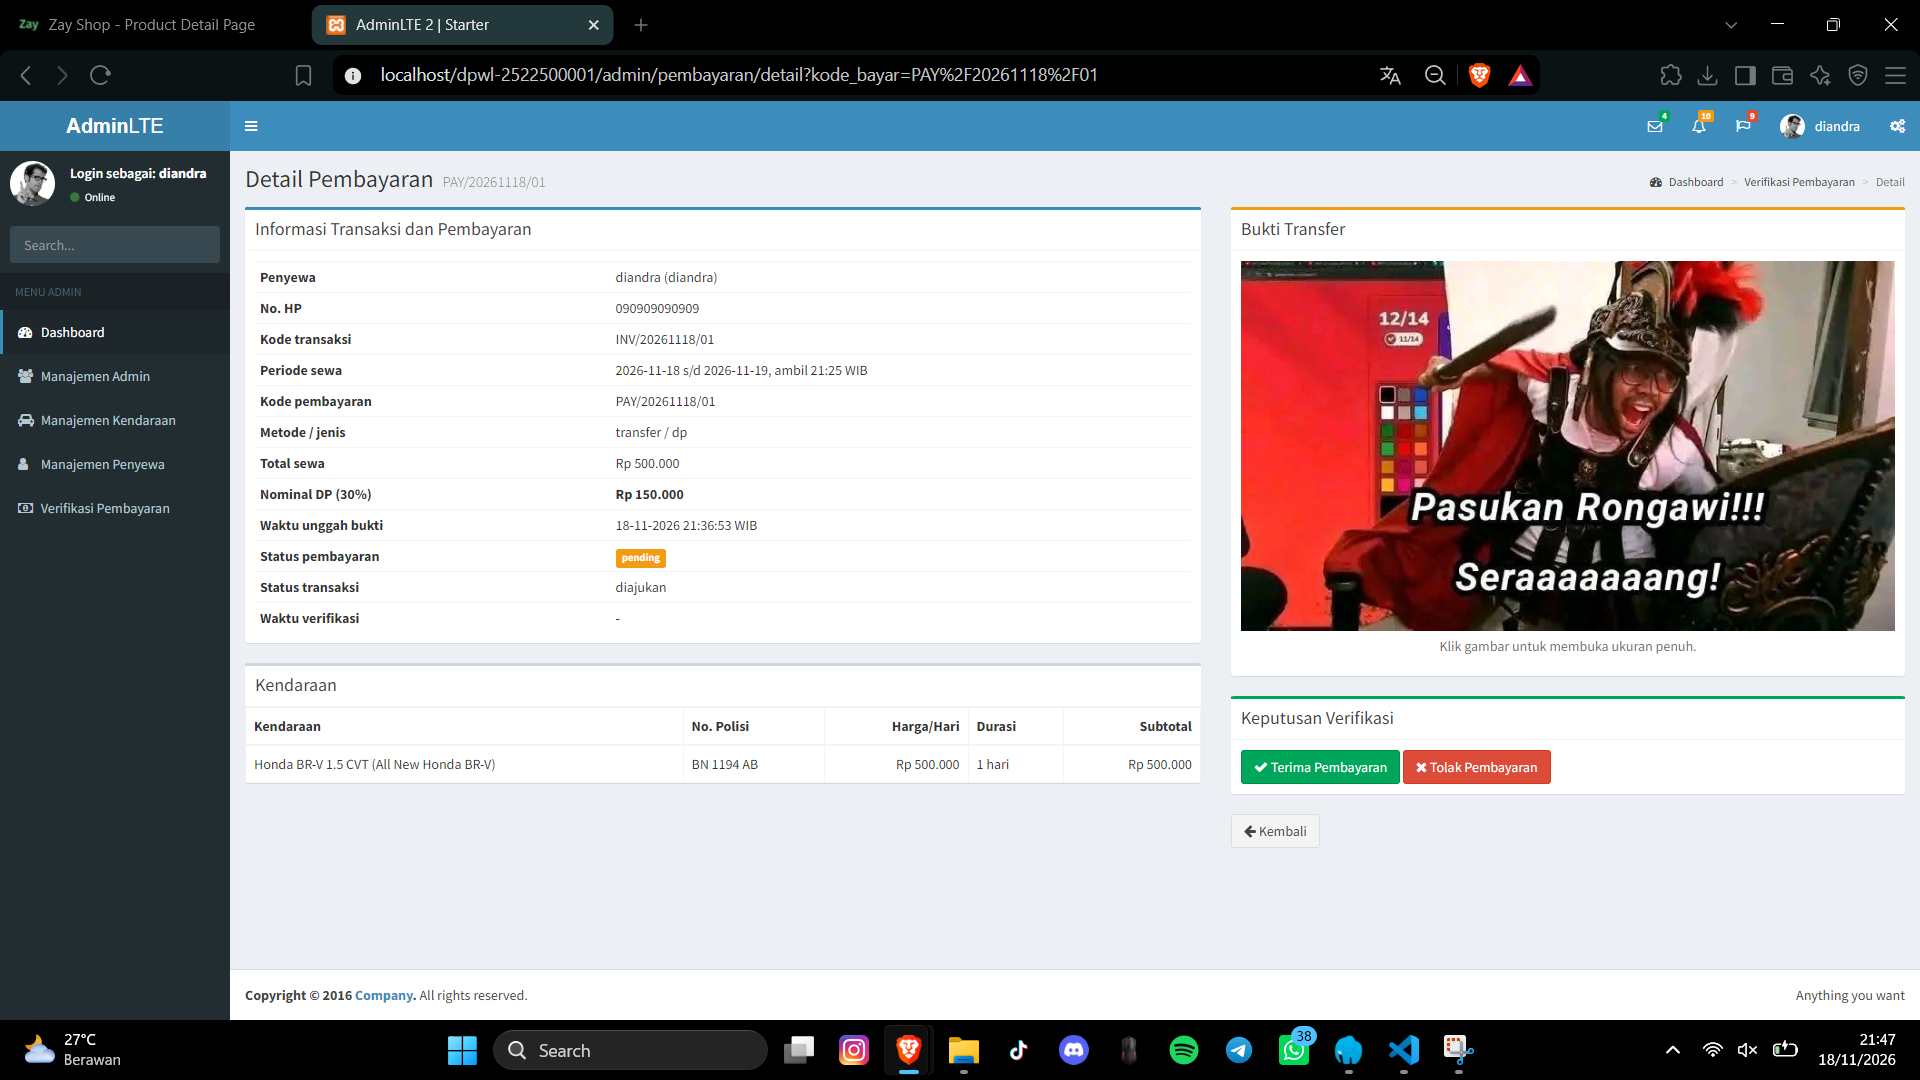 Zay Zay Shop - Product Detail Page
AdminLTE 2 | Starter
localhost/dpwl-2522500001/admin/pembayaran/detail?kode_bayar=PAY%2F20261118%2F01
AdminLTE
4
10
9
diandra
Login sebagai: diandra
Online
Search...
MENU ADMIN
Dashboard
Manajemen Admin
Manajemen Kendaraan
Manajemen Penyewa
Verifikasi Pembayaran
Detail Pembayaran PAY/20261118/01
Dashboard > Verifikasi Pembayaran > Detail
Informasi Transaksi dan Pembayaran
Penyewa diandra (diandra)
No. HP 090909090909
Kode transaksi INV/20261118/01
Periode sewa 2026-11-18 s/d 2026-11-19, ambil 21:25 WIB
Kode pembayaran PAY/20261118/01
Metode / jenis transfer / dp
Total sewa Rp 500.000
Nominal DP (30%) Rp 150.000
Waktu unggah bukti 18-11-2026 21:36:53 WIB
Status pembayaran pending
Status transaksi diajukan
Waktu verifikasi -
Kendaraan
Kendaraan No. Polisi Harga/Hari Durasi Subtotal
Honda BR-V 1.5 CVT (All New Honda BR-V) BN 1194 AB Rp 500.000 1 hari Rp 500.000
Bukti Transfer
12/14
11/14
Pasukan Rongawi!!!
Seraaaaaaang!
Klik gambar untuk membuka ukuran penuh.
Keputusan Verifikasi
Terima Pembayaran
Tolak Pembayaran
Kembali
Copyright © 2016 Company. All rights reserved.
Anything you want
27°C
Berawan
Search
38
21:47
18/11/2026